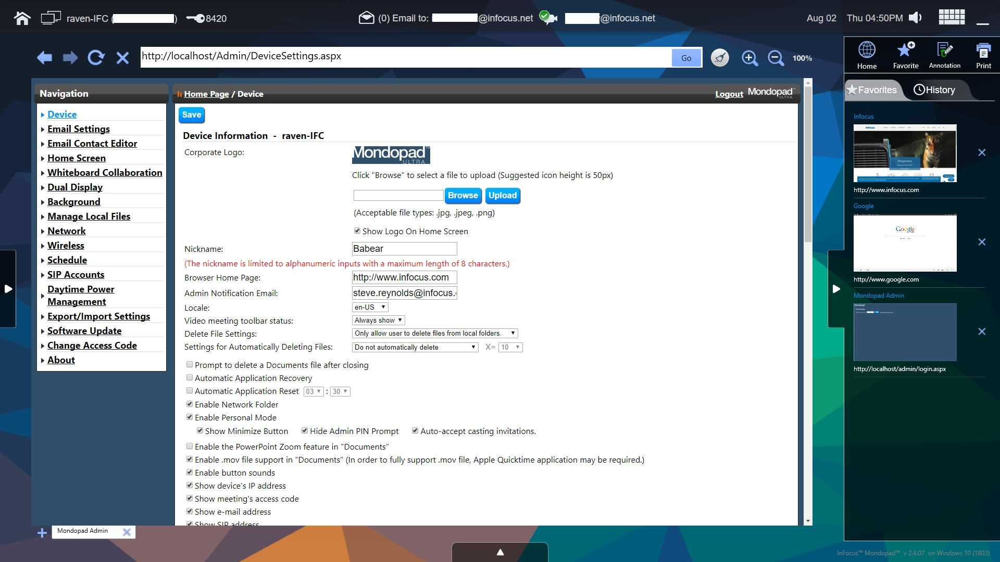 raven-IFC ( )
8420
(0) Email to: @infocus.net
@infocus.net
Aug 02 Thu 04:50PM
http://localhost/Admin/DeviceSettings.aspx
Go
100%
Home
Favorite
Annotation
Print
Favorites
History
Navigation
Device
Email Settings
Email Contact Editor
Home Screen
Whiteboard Collaboration
Dual Display
Background
Manage Local Files
Network
Wireless
Schedule
SIP Accounts
Daytime Power
Management
Export/Import Settings
Software Update
Change Access Code
About
Home Page / Device
Logout
Mondopad™
ULTRA
Save
Device Information - raven-IFC
Corporate Logo:
Mondopad™
ULTRA
Click "Browse" to select a file to upload (Suggested icon height is 50px)
Browse
Upload
(Acceptable file types: .jpg, .jpeg, .png)
Show Logo On Home Screen
Nickname: Babear
(The nickname is limited to alphanumeric inputs with a maximum length of 8 characters.)
Browser Home Page: http://www.infocus.com
Admin Notification Email: steve.reynolds@infocus.
Locale: en-US
Video meeting toolbar status: Always show
Delete File Settings: Only allow user to delete files from local folders.
Settings for Automatically Deleting Files: Do not automatically delete X= 10
Prompt to delete a Documents file after closing
Automatic Application Recovery
Automatic Application Reset 03 : 30
Enable Network Folder
Enable Personal Mode
Show Minimize Button Hide Admin PIN Prompt Auto-accept casting invitations.
Enable the PowerPoint Zoom feature in "Documents"
Enable .mov file support in "Documents" (In order to fully support .mov file, Apple Quicktime application may be required.)
Enable button sounds
Show device's IP address
Show meeting's access code
Show e-mail address
Show SIP address
Infocus
InFocus
Projectors
http://www.infocus.com
Google
Google
http://www.google.com
Mondopad Admin
Mondopad
http://localhost/admin/login.aspx
Mondopad Admin
InFocus™ Mondopad™ v 2.4.07 on Windows 10 (1803)